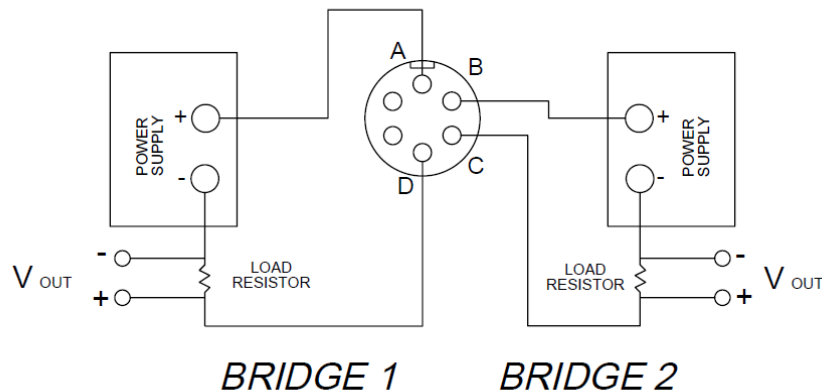 A
B
+
POWER
SUPPLY
-
D
C
+
POWER
SUPPLY
-
V OUT
-
+
LOAD
RESISTOR
LOAD
RESISTOR
-
+
V OUT
BRIDGE 1
BRIDGE 2